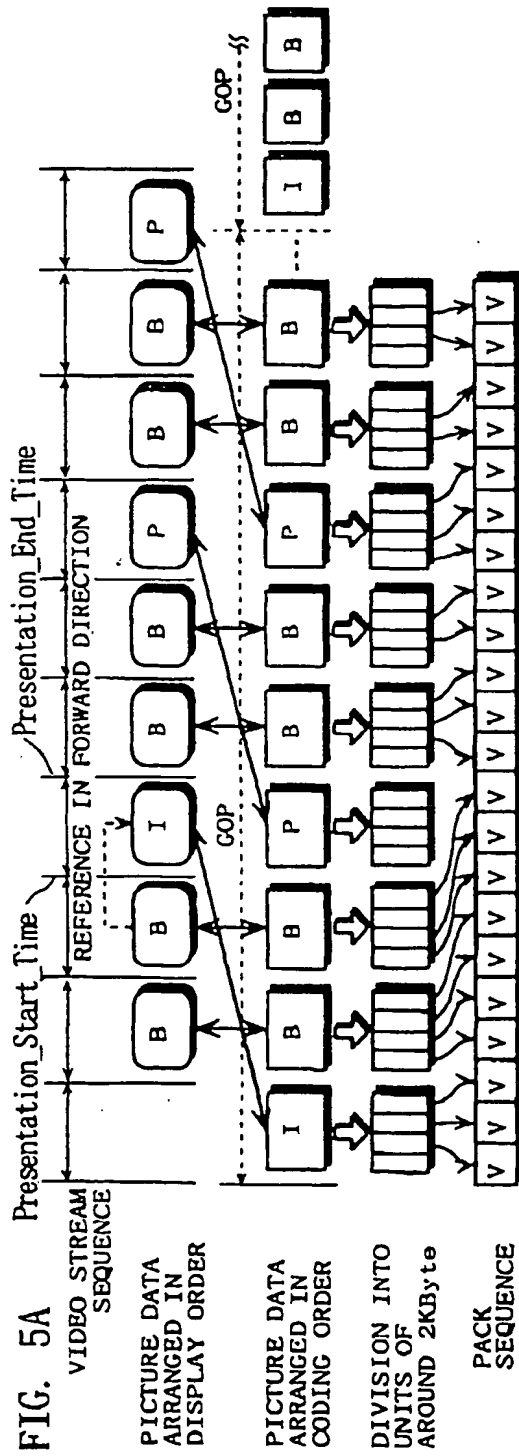 FIG. 5A
Presentation_Start_Time
Presentation_End_Time
VIDEO STREAM
SEQUENCE
REFERENCE IN FORWARD DIRECTION
PICTURE DATA
ARRANGED IN
DISPLAY ORDER
B B I B B P B B P
GOP
GOP
PICTURE DATA
ARRANGED IN
CODING ORDER
I B B P B B P B B I B B
DIVISION INTO
UNITS OF
AROUND 2KByte
PACK
SEQUENCE
V V V V V V V V V V V V V V V V V V V V V V